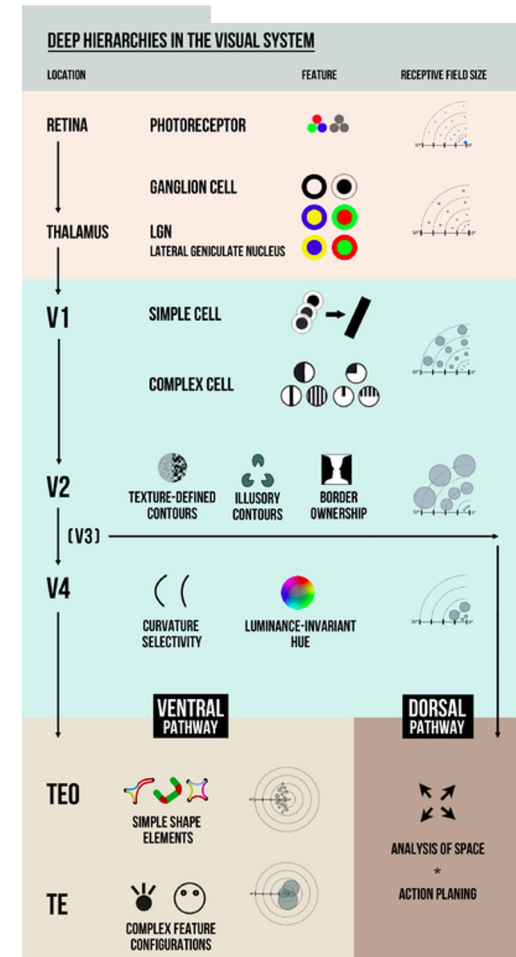 DEEP HIERARCHIES IN THE VISUAL SYSTEM
LOCATION
FEATURE
RECEPTIVE FIELD SIZE
RETINA
PHOTORECEPTOR
GANGLION CELL
THALAMUS
LGN
LATERAL GENICULATE NUCLEUS
V1
SIMPLE CELL
COMPLEX CELL
V2
TEXTURE-DEFINED
CONTOURS
ILLUSORY
CONTOURS
BORDER
OWNERSHIP
(V3)
V4
CURVATURE
SELECTIVITY
LUMINANCE-INVARIANT
HUE
VENTRAL
PATHWAY
DORSAL
PATHWAY
TEO
SIMPLE SHAPE
ELEMENTS
ANALYSIS OF SPACE
*
ACTION PLANING
TE
COMPLEX FEATURE
CONFIGURATIONS